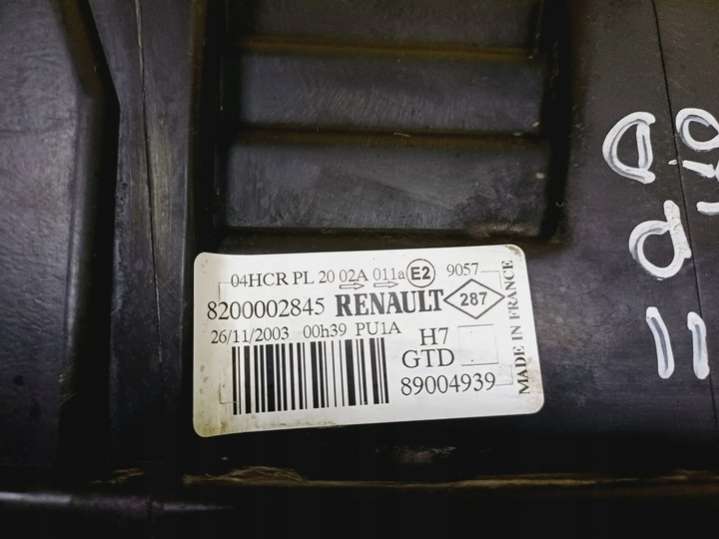 04HCR PL 20 02A 011a E2 9057
8200002845 RENAULT 287
26/11/2003 00h39 PU1A
H7
GTD
89004939
MADE IN FRANCE